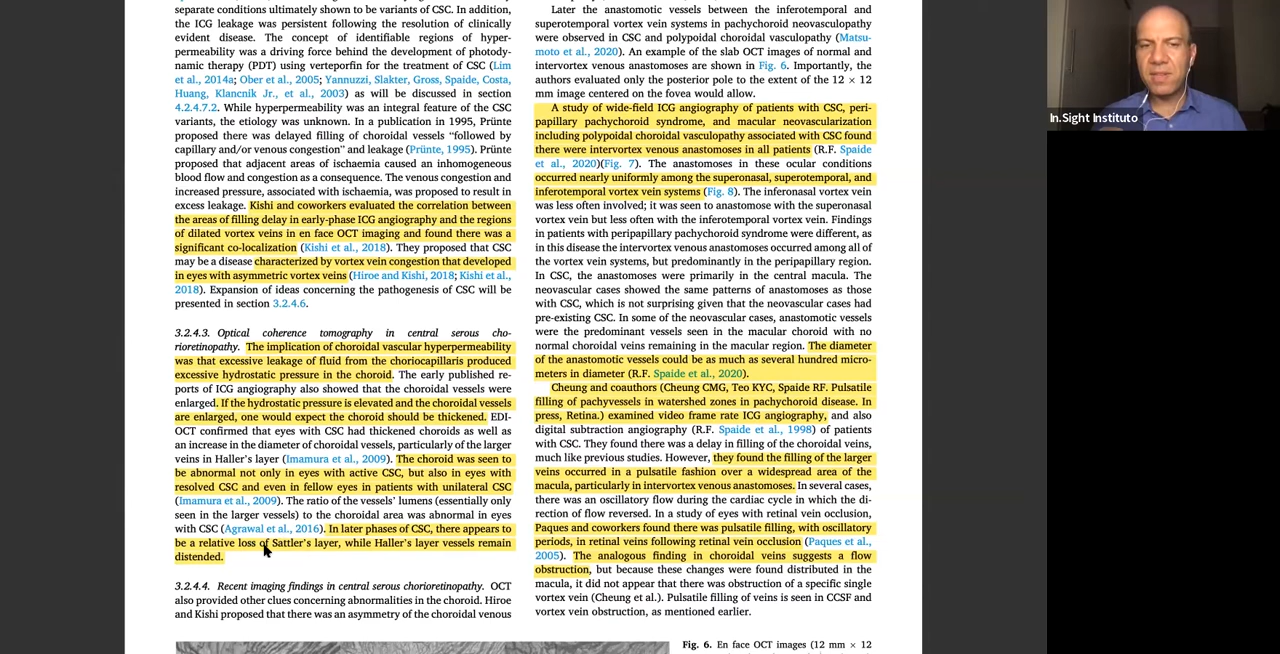 separate conditions ultimately shown to be variants of CSC. In addition,
the ICG leakage was persistent following the resolution of clinically
evident disease. The concept of identifiable regions of hyper-
permeability was a driving force behind the development of photody-
namic therapy (PDT) using verteporfin for the treatment of CSC (Lim
et al., 2014a; Ober et al., 2005; Yannuzzi, Slakter, Gross, Spaide, Costa,
Huang, Klancnik Jr., et al., 2003) as will be discussed in section
4.2.4.7.2. While hyperpermeability was an integral feature of the CSC
variants, the etiology was unknown. In a publication in 1995, Prünte
proposed there was delayed filling of choroidal vessels “followed by
capillary and/or venous congestion” and leakage (Prünte, 1995). Prünte
proposed that adjacent areas of ischaemia caused an inhomogeneous
blood flow and congestion as a consequence. The venous congestion and
increased pressure, associated with ischaemia, was proposed to result in
excess leakage. Kishi and coworkers evaluated the correlation between
the areas of filling delay in early-phase ICG angiography and the regions
of dilated vortex veins in en face OCT imaging and found there was a
significant co-localization (Kishi et al., 2018). They proposed that CSC
may be a disease characterized by vortex vein congestion that developed
in eyes with asymmetric vortex veins (Hiroe and Kishi, 2018; Kishi et al.,
2018). Expansion of ideas concerning the pathogenesis of CSC will be
presented in section 3.2.4.6.
3.2.4.3. Optical coherence tomography in central serous cho-
rioretinopathy. The implication of choroidal vascular hyperpermeability
was that excessive leakage of fluid from the choriocapillaris produced
excessive hydrostatic pressure in the choroid. The early published re-
ports of ICG angiography also showed that the choroidal vessels were
enlarged. If the hydrostatic pressure is elevated and the choroidal vessels
are enlarged, one would expect the choroid should be thickened. EDI-
OCT confirmed that eyes with CSC had thickened choroids as well as
an increase in the diameter of choroidal vessels, particularly of the larger
veins in Haller’s layer (Imamura et al., 2009). The choroid was seen to
be abnormal not only in eyes with active CSC, but also in eyes with
resolved CSC and even in fellow eyes in patients with unilateral CSC
(Imamura et al., 2009). The ratio of the vessels’ lumens (essentially only
seen in the larger vessels) to the choroidal area was abnormal in eyes
with CSC (Agrawal et al., 2016). In later phases of CSC, there appears to
be a relative loss of Sattler’s layer, while Haller’s layer vessels remain
distended.
3.2.4.4. Recent imaging findings in central serous chorioretinopathy. OCT
also provided other clues concerning abnormalities in the choroid. Hiroe
and Kishi proposed that there was an asymmetry of the choroidal venous
Later the anastomotic vessels between the inferotemporal and
superotemporal vortex vein systems in pachychoroid neovasculopathy
were observed in CSC and polypoidal choroidal vasculopathy (Matsu-
moto et al., 2020). An example of the slab OCT images of normal and
intervortex venous anastomoses are shown in Fig. 6. Importantly, the
authors evaluated only the posterior pole to the extent of the 12 × 12
mm image centered on the fovea would allow.
A study of wide-field ICG angiography of patients with CSC, peri-
papillary pachychoroid syndrome, and macular neovascularization
including polypoidal choroidal vasculopathy associated with CSC found
there were intervortex venous anastomoses in all patients (R.F. Spaide
et al., 2020)(Fig. 7). The anastomoses in these ocular conditions
occurred nearly uniformly among the superonasal, superotemporal, and
inferotemporal vortex vein systems (Fig. 8). The inferonasal vortex vein
was less often involved; it was seen to anastomose with the superonasal
vortex vein but less often with the inferotemporal vortex vein. Findings
in patients with peripapillary pachychoroid syndrome were different, as
in this disease the intervortex venous anastomoses occurred among all of
the vortex vein systems, but predominantly in the peripapillary region.
In CSC, the anastomoses were primarily in the central macula. The
neovascular cases showed the same patterns of anastomoses as those
with CSC, which is not surprising given that the neovascular cases had
pre-existing CSC. In some of the neovascular cases, anastomotic vessels
were the predominant vessels seen in the macular choroid with no
normal choroidal veins remaining in the macular region. The diameter
of the anastomotic vessels could be as much as several hundred micro-
meters in diameter (R.F. Spaide et al., 2020).
Cheung and coauthors (Cheung CMG, Teo KYC, Spaide RF. Pulsatile
filling of pachyvessels in watershed zones in pachychoroid disease. In
press, Retina.) examined video frame rate ICG angiography, and also
digital subtraction angiography (R.F. Spaide et al., 1998) of patients
with CSC. They found there was a delay in filling of the choroidal veins,
much like previous studies. However, they found the filling of the larger
veins occurred in a pulsatile fashion over a widespread area of the
macula, particularly in intervortex venous anastomoses. In several cases,
there was an oscillatory flow during the cardiac cycle in which the di-
rection of flow reversed. In a study of eyes with retinal vein occlusion,
Paques and coworkers found there was pulsatile filling, with oscillatory
periods, in retinal veins following retinal vein occlusion (Paques et al.,
2005). The analogous finding in choroidal veins suggests a flow
obstruction, but because these changes were found distributed in the
macula, it did not appear that there was obstruction of a specific single
vortex vein (Cheung et al.). Pulsatile filling of veins is seen in CCSF and
vortex vein obstruction, as mentioned earlier.
Fig. 6. En face OCT images (12 mm × 12
In.Sight Instituto